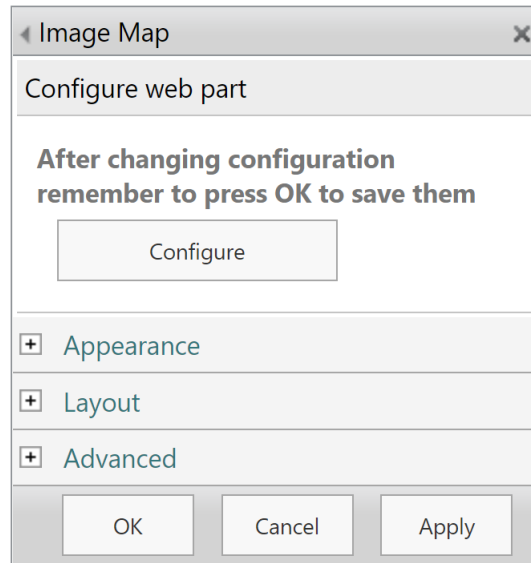 Image Map
Configure web part
After changing configuration
remember to press OK to save them
Configure
Appearance
Layout
Advanced
OK Cancel Apply